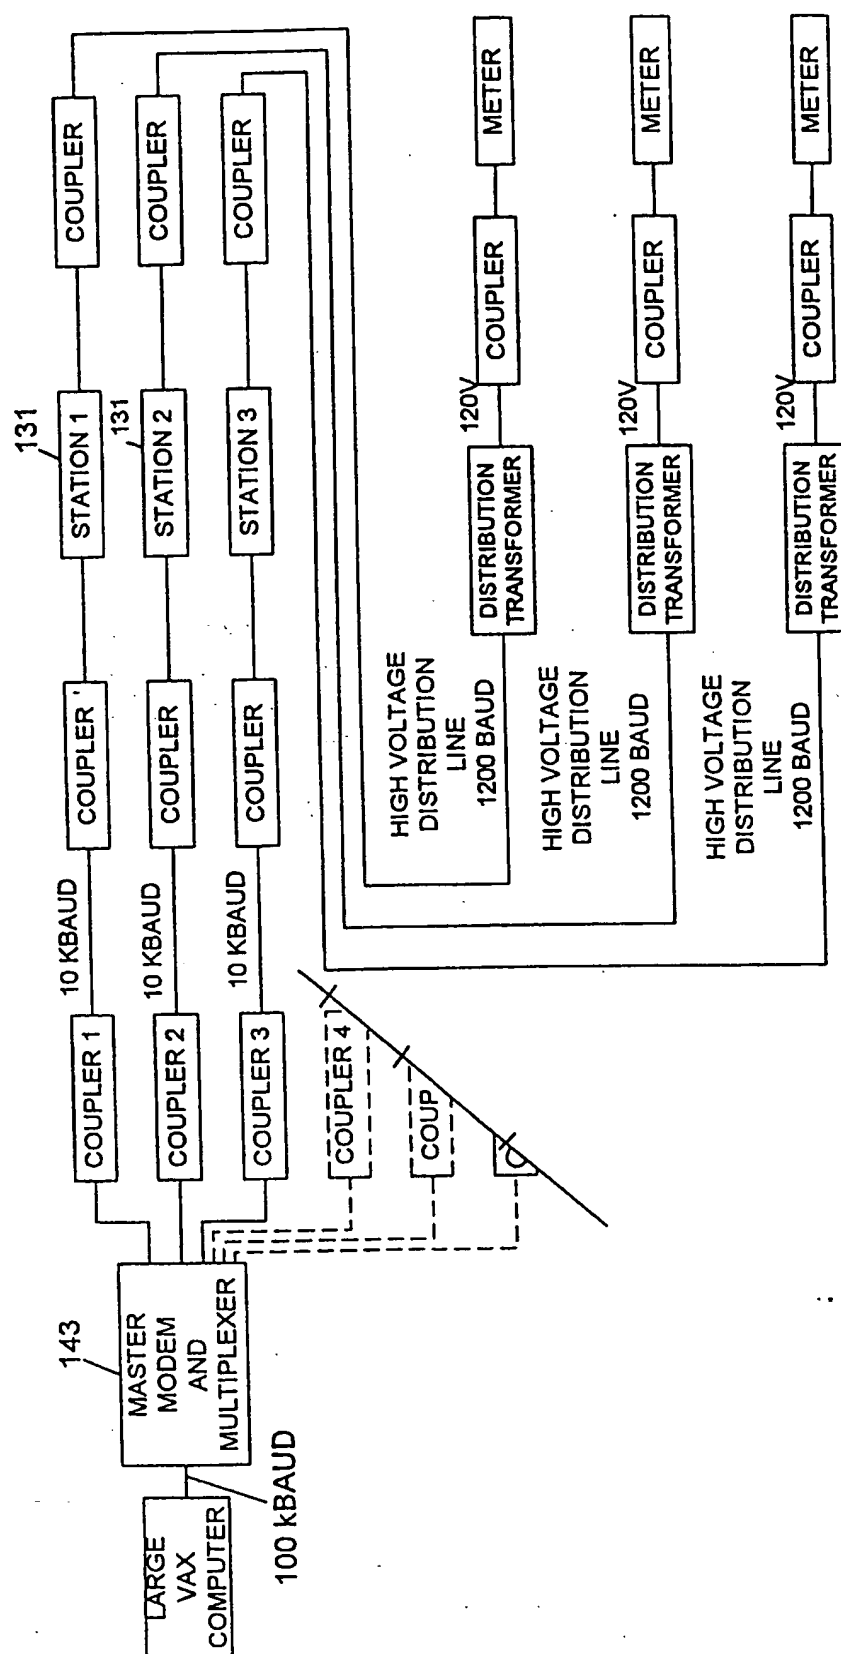 LARGE
VAX
COMPUTER
100 kBAUD
143
MASTER
MODEM
AND
MULTIPLEXER
COUPLER 1
10 KBAUD
COUPLER
131
STATION 1
COUPLER
COUPLER 2
10 KBAUD
COUPLER
131
STATION 2
COUPLER
COUPLER 3
10 KBAUD
COUPLER
STATION 3
COUPLER
COUPLER 4
COUP
C
HIGH VOLTAGE
DISTRIBUTION
LINE
1200 BAUD
DISTRIBUTION
TRANSFORMER
120V
COUPLER
METER
HIGH VOLTAGE
DISTRIBUTION
LINE
1200 BAUD
DISTRIBUTION
TRANSFORMER
120V
COUPLER
METER
HIGH VOLTAGE
DISTRIBUTION
LINE
1200 BAUD
DISTRIBUTION
TRANSFORMER
120V
COUPLER
METER